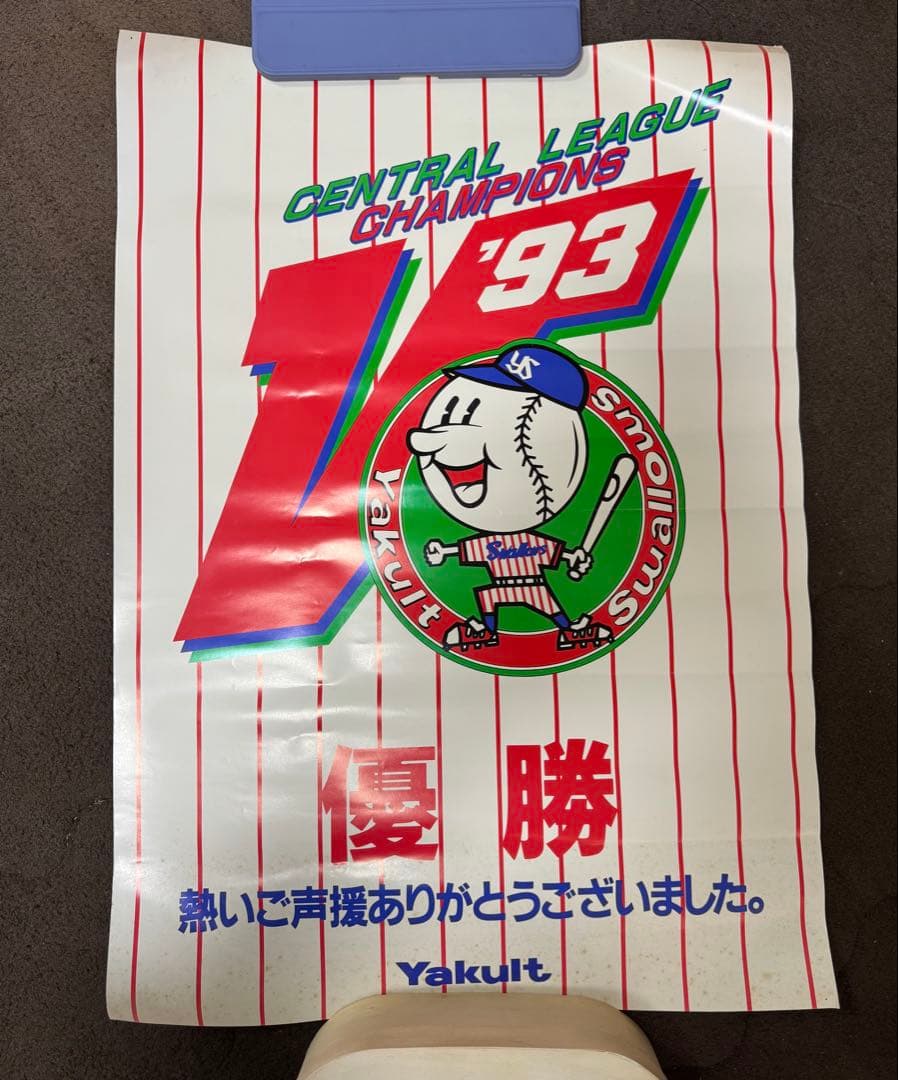 CENTRAL LEAGUE
CHAMPIONS
V '93
YS
Yakult
Swallows
Swallows
優勝
熱いご声援ありがとうございました。
Yakult